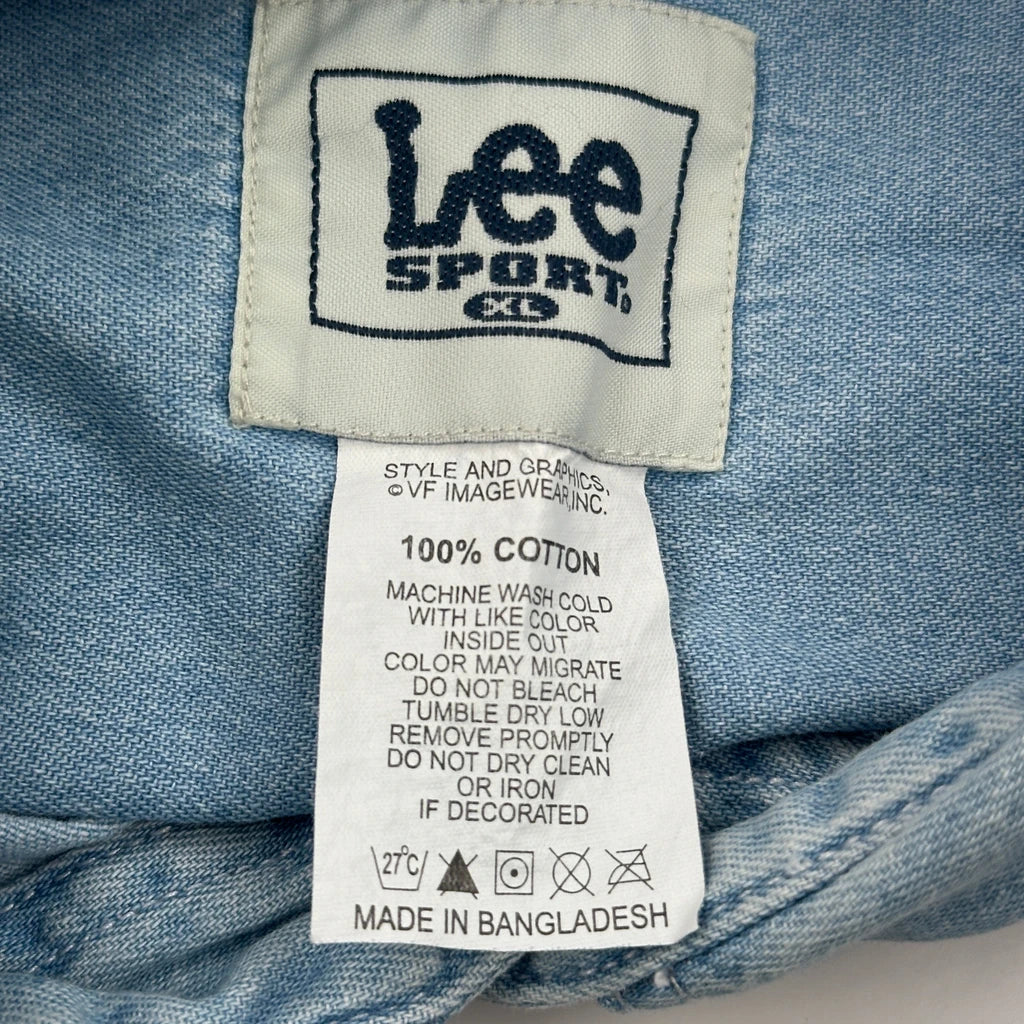 Lee
SPORT®
XL
STYLE AND GRAPHICS,
©VF IMAGEWEAR,INC.
100% COTTON
MACHINE WASH COLD
WITH LIKE COLOR
INSIDE OUT
COLOR MAY MIGRATE
DO NOT BLEACH
TUMBLE DRY LOW
REMOVE PROMPTLY
DO NOT DRY CLEAN
OR IRON
IF DECORATED
27°C
MADE IN BANGLADESH